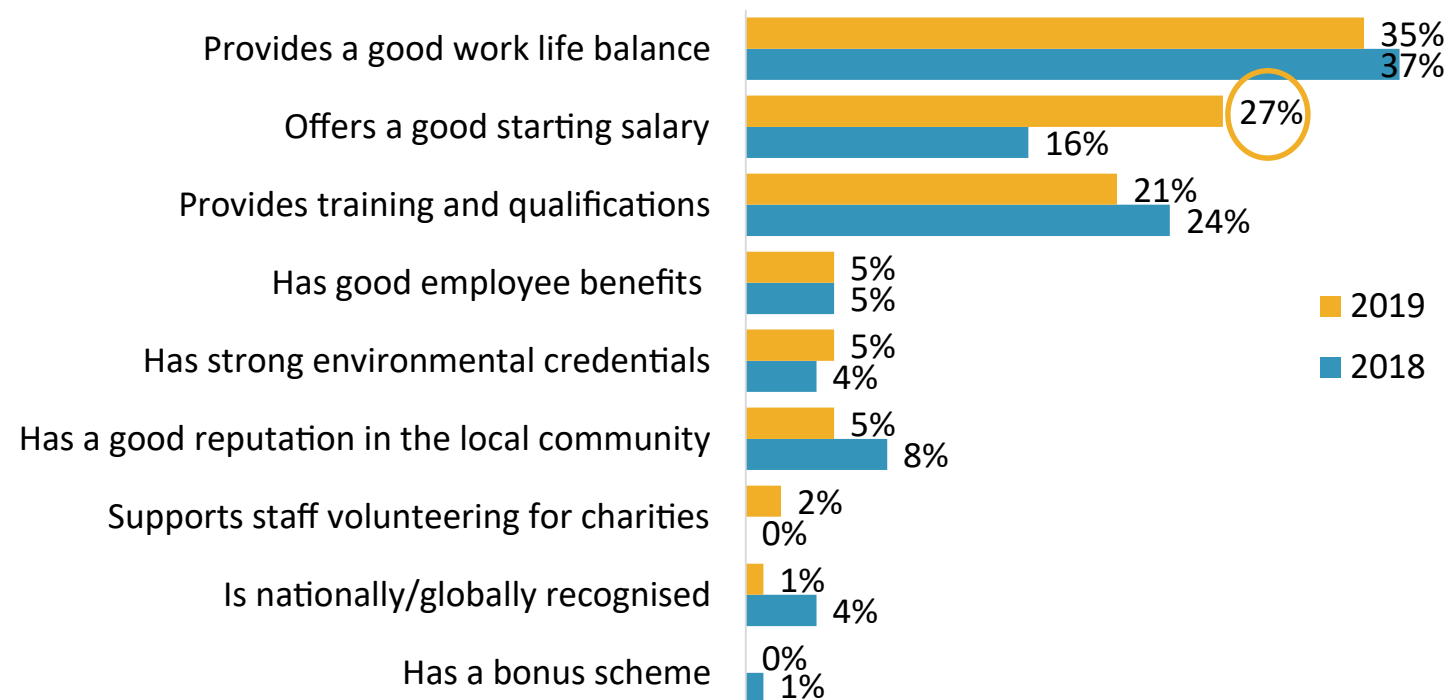 Provides a good work life balance
35%
37%
Offers a good starting salary
27%
16%
Provides training and qualifications
21%
24%
Has good employee benefits
5%
5%
2019
Has strong environmental credentials
5%
4%
2018
Has a good reputation in the local community
5%
8%
Supports staff volunteering for charities
2%
0%
Is nationally/globally recognised
1%
4%
Has a bonus scheme
0%
1%